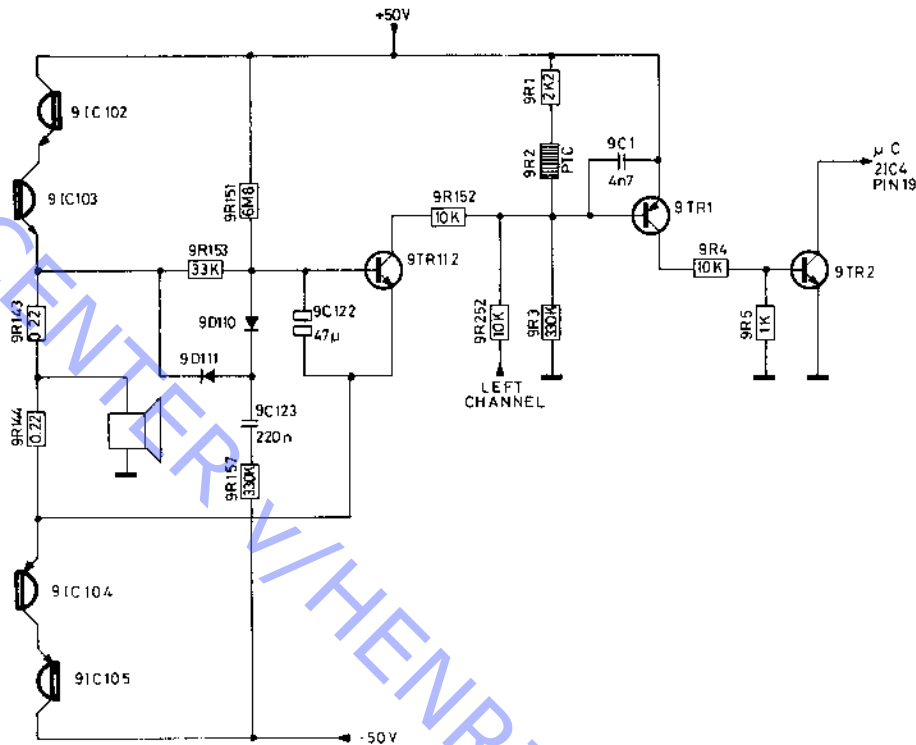 +50V
9IC102
9R1
2K2
9R2
PTC
9C1
4n7
µC
2IC4
PIN19
9IC103
9R151
6M8
9R152
10K
9TR1
9R153
33K
9TR112
9R4
10K
9TR2
9R143
0.22
9D110
9C122
47µ
9R252
10K
9R3
330K
9R5
1K
9D111
LEFT
CHANNEL
9R144
0.22
9C123
220n
9R157
330K
9IC104
9IC105
-50V
CENTER V/HENR